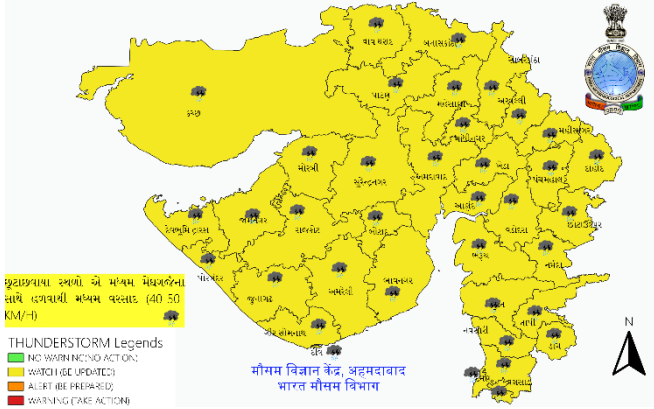 વાવ થરાદ
બનાસકાંઠા
સાબરકાંઠા
પાટણ
મહેસાણા
અરવલ્લી
કચ્છ
ગાંધીનગર
મહીસાગર
મોરબી
સુરેન્દ્રનગર
અમદાવાદ
ખેડા
પંચમહાલ
દાહોદ
દેવભૂમિ દ્વારકા
જામનગર
રાજકોટ
બોટાદ
આણંદ
વડોદરા
છોટાઉદેપુર
પોરબંદર
જુનાગઢ
અમરેલી
ભાવનગર
ભરૂચ
નર્મદા
ગીર સોમનાથ
દીવ
તાપી
નવસારી
ડાંગ
છૂટાછવાયા સ્થળો એ મધ્યમ મેઘગર્જના
સાથે હળવાથી મધ્યમ વરસાદ (40-50
KM/H)
THUNDERSTORM Legends
NO WARNING(NO ACTION)
WATCH (BE UPDATED)
ALERT (BE PREPARED)
WARNING (TAKE ACTION)
मौसम विज्ञान केंद्र, अहमदाबाद
भारत मौसम विभाग
N